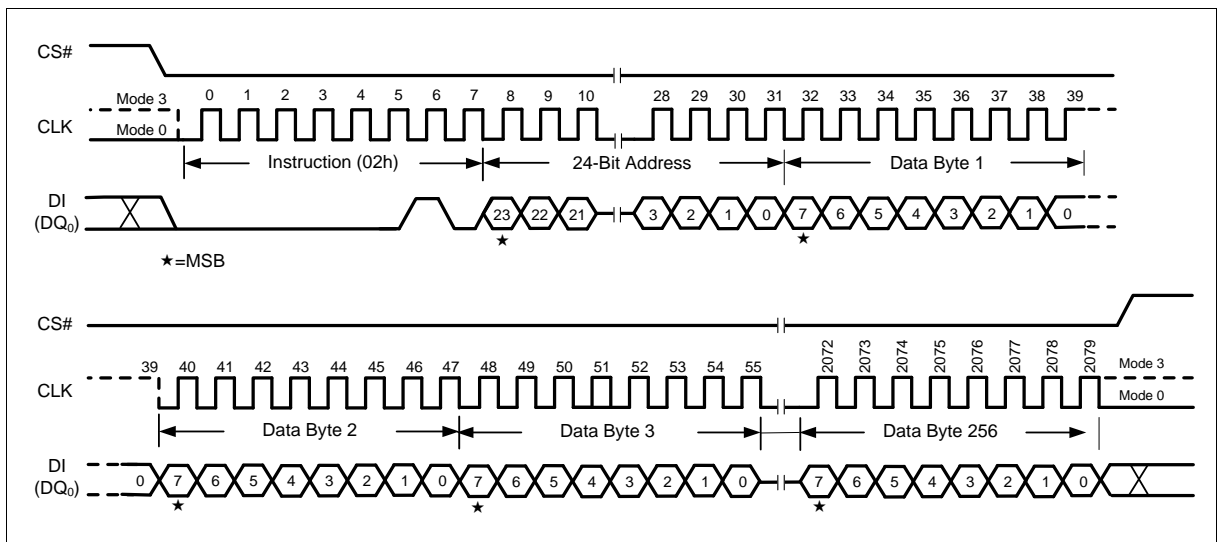 CS#
Mode 3
0 1 2 3 4 5 6 7 8 9 10 28 29 30 31 32 33 34 35 36 37 38 39
CLK
Mode 0
Instruction (02h) 24-Bit Address Data Byte 1
DI
(DQ0)
23 22 21 3 2 1 0 7 6 5 4 3 2 1 0
★ ★
★=MSB
CS#
39 40 41 42 43 44 45 46 47 48 49 50 51 52 53 54 55 2072 2073 2074 2075 2076 2077 2078 2079
Mode 3
CLK
Mode 0
Data Byte 2 Data Byte 3 Data Byte 256
DI
(DQ0)
0 7 6 5 4 3 2 1 0 7 6 5 4 3 2 1 0 7 6 5 4 3 2 1 0
★ ★ ★